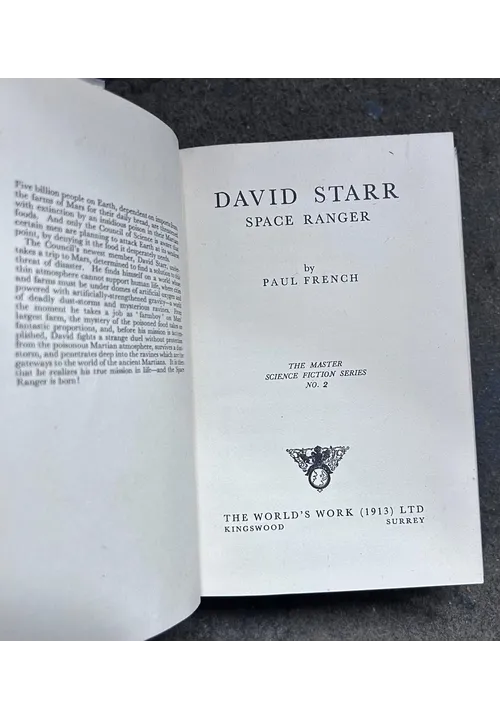 Five billion people on Earth, dependent on imports from
the farms of Mars for their daily bread, are threatened
with extinction by an insidious poison in their Martian
foods. And only the Council of Science is aware that
certain men are planning to attack Earth at its weakest
point, by denying it the food it desperately needs.
The Council's newest member, David Starr,
takes a trip to Mars, determined to find a solution to the
threat of disaster. He finds himself on a world whose
thin atmosphere cannot support human life, where cities
and farms must be under domes of artificial oxygen and
powered with artificially-strengthened gravity—a world
of deadly dust-storms and mysterious ravines. From
the moment he takes a job as 'farmboy' on Mars'
largest farm, the mystery of the poisoned food takes on
fantastic proportions, and, before his mission is accom-
plished, David fights a strange duel without protection
from the poisonous Martian atmosphere, survives a dust
storm, and penetrates deep into the ravines which are the
gateways to the world of the ancient Martians. It is then
that he realizes his true mission in life—and the Space
Ranger is born!
DAVID STARR
SPACE RANGER
by
PAUL FRENCH
THE MASTER
SCIENCE FICTION SERIES
NO. 2
THE WORLD'S WORK (1913) LTD
KINGSWOOD SURREY